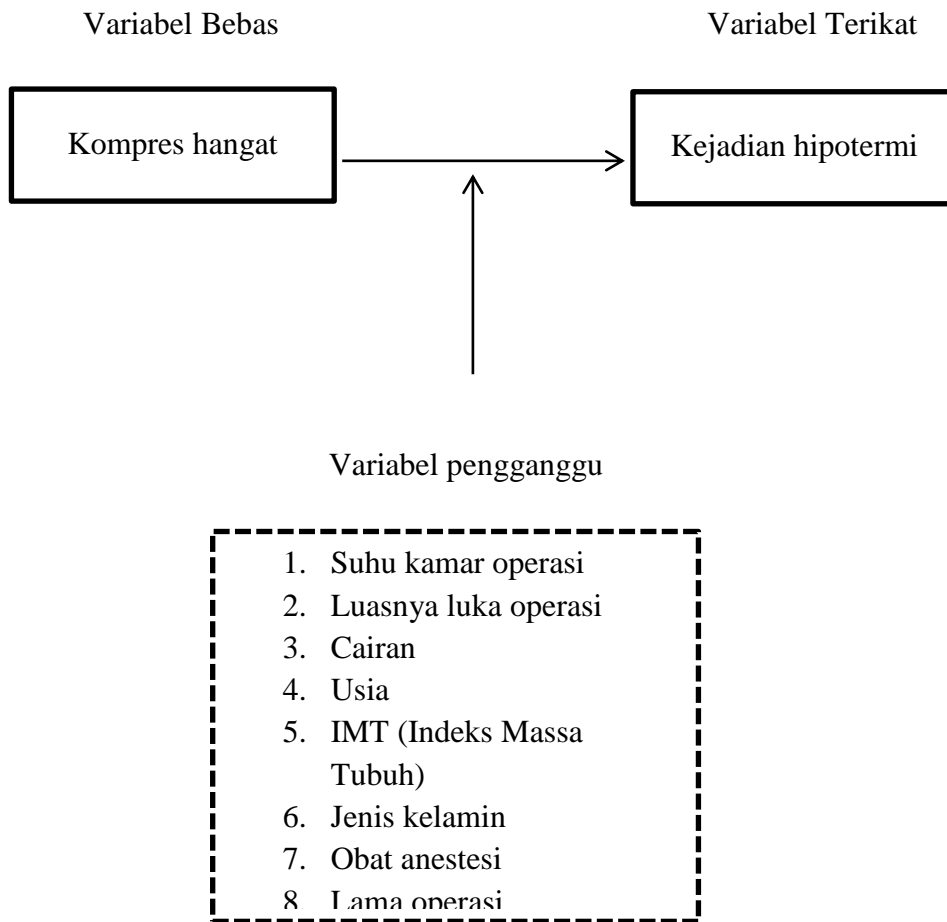 Variabel Bebas
Variabel Terikat
Kompres hangat
Kejadian hipotermi
Variabel pengganggu
1. Suhu kamar operasi
2. Luasnya luka operasi
3. Cairan
4. Usia
5. IMT (Indeks Massa
Tubuh)
6. Jenis kelamin
7. Obat anestesi
8. Lama operasi